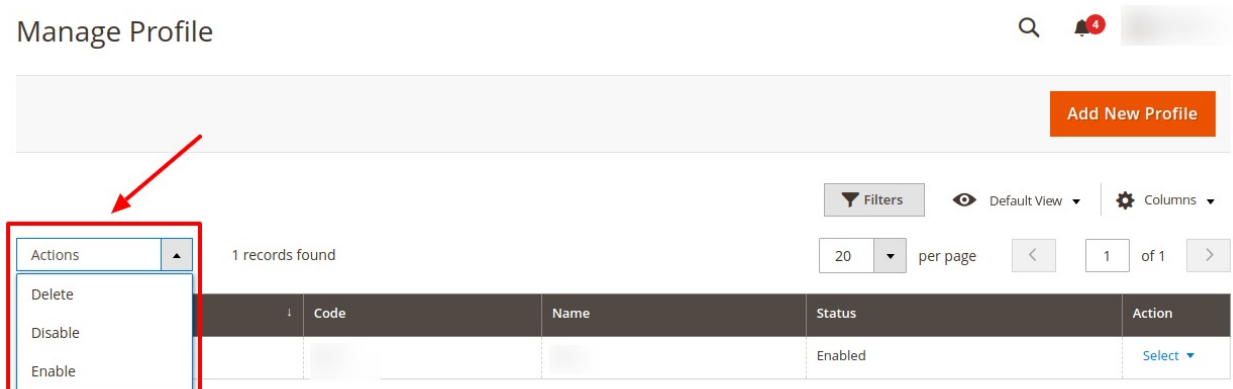 Manage Profile
4
Add New Profile
Filters
Default View
Columns
Actions
1 records found
20
per page
1
of 1
Delete
Disable
Enable
Code
Name
Status
Action
Enabled
Select